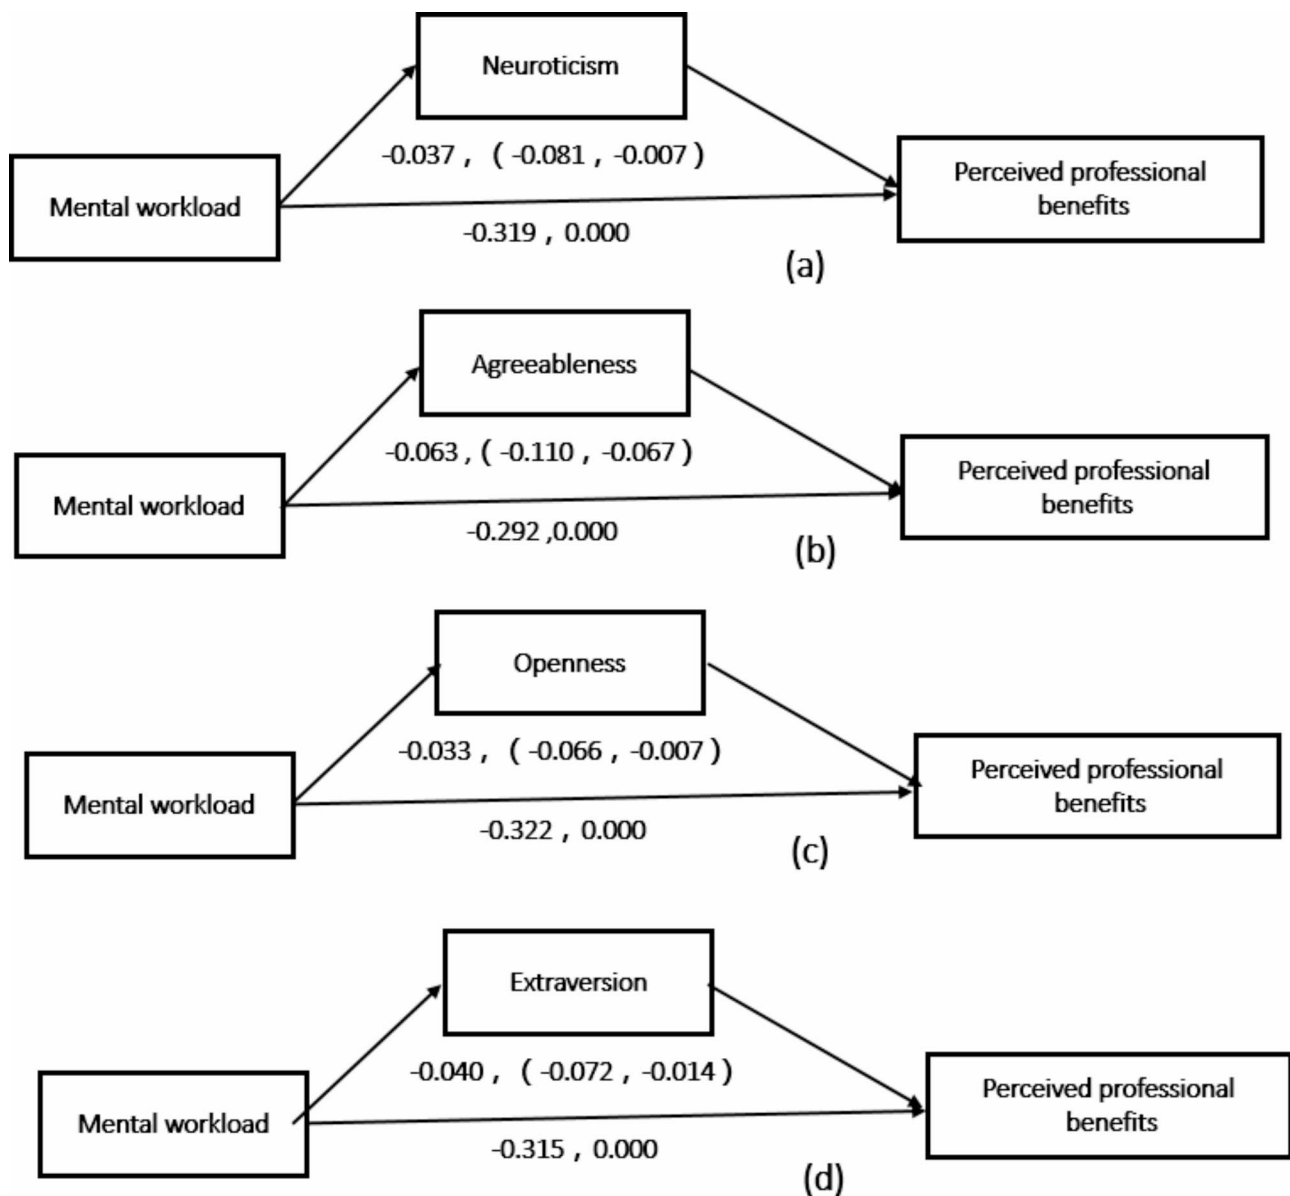 Neuroticism
-0.037 , ( -0.081 , -0.007 )
Mental workload
Perceived professional
benefits
-0.319 , 0.000
(a)
Agreeableness
-0.063 , ( -0.110 , -0.067 )
Mental workload
Perceived professional
benefits
-0.292 ,0.000
(b)
Openness
-0.033 , ( -0.066 , -0.007 )
Mental workload
Perceived professional
benefits
-0.322 , 0.000
(c)
Extraversion
-0.040 , ( -0.072 , -0.014 )
Mental workload
Perceived professional
benefits
-0.315 , 0.000
(d)